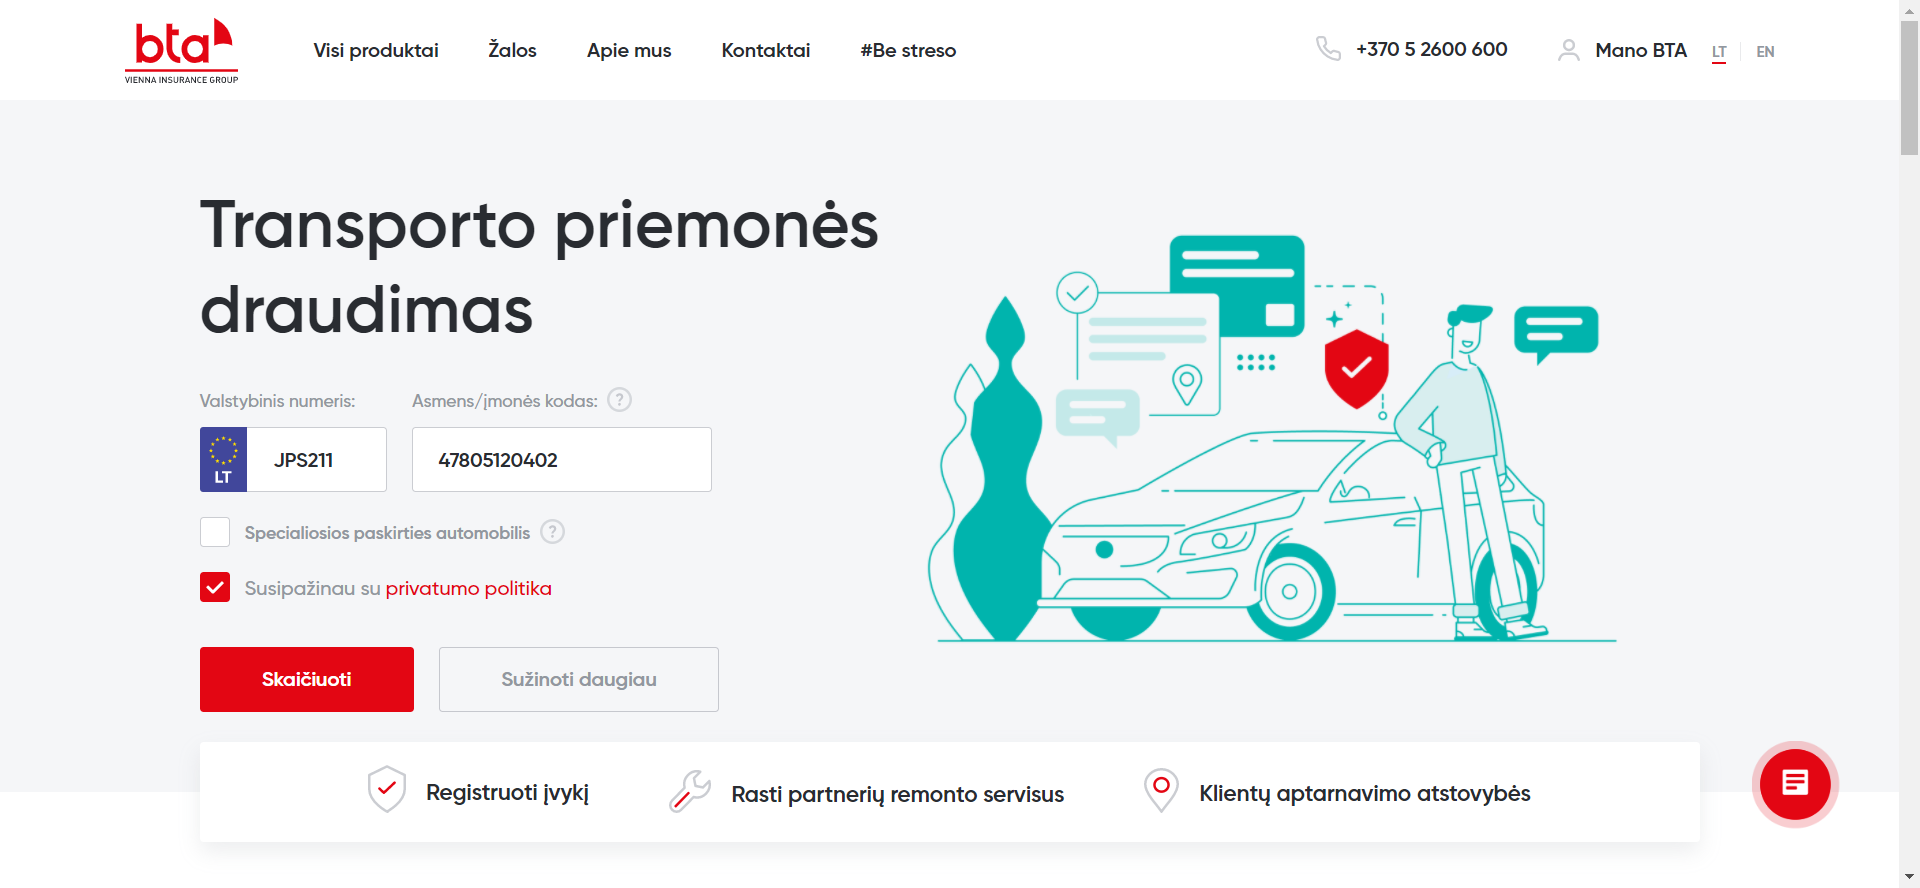 bta
VIENNA INSURANCE GROUP
Visi produktai
Žalos
Apie mus
Kontaktai
#Be streso
+370 5 2600 600
Mano BTA
LT
EN
Transporto priemonės
draudimas
Valstybinis numeris:
Asmens/įmonės kodas:
?
LT
JPS211
47805120402
Specialiosios paskirties automobilis
?
Susipažinau su privatumo politika
Skaičiuoti
Sužinoti daugiau
Registruoti įvykį
Rasti partnerių remonto servisus
Klientų aptarnavimo atstovybės